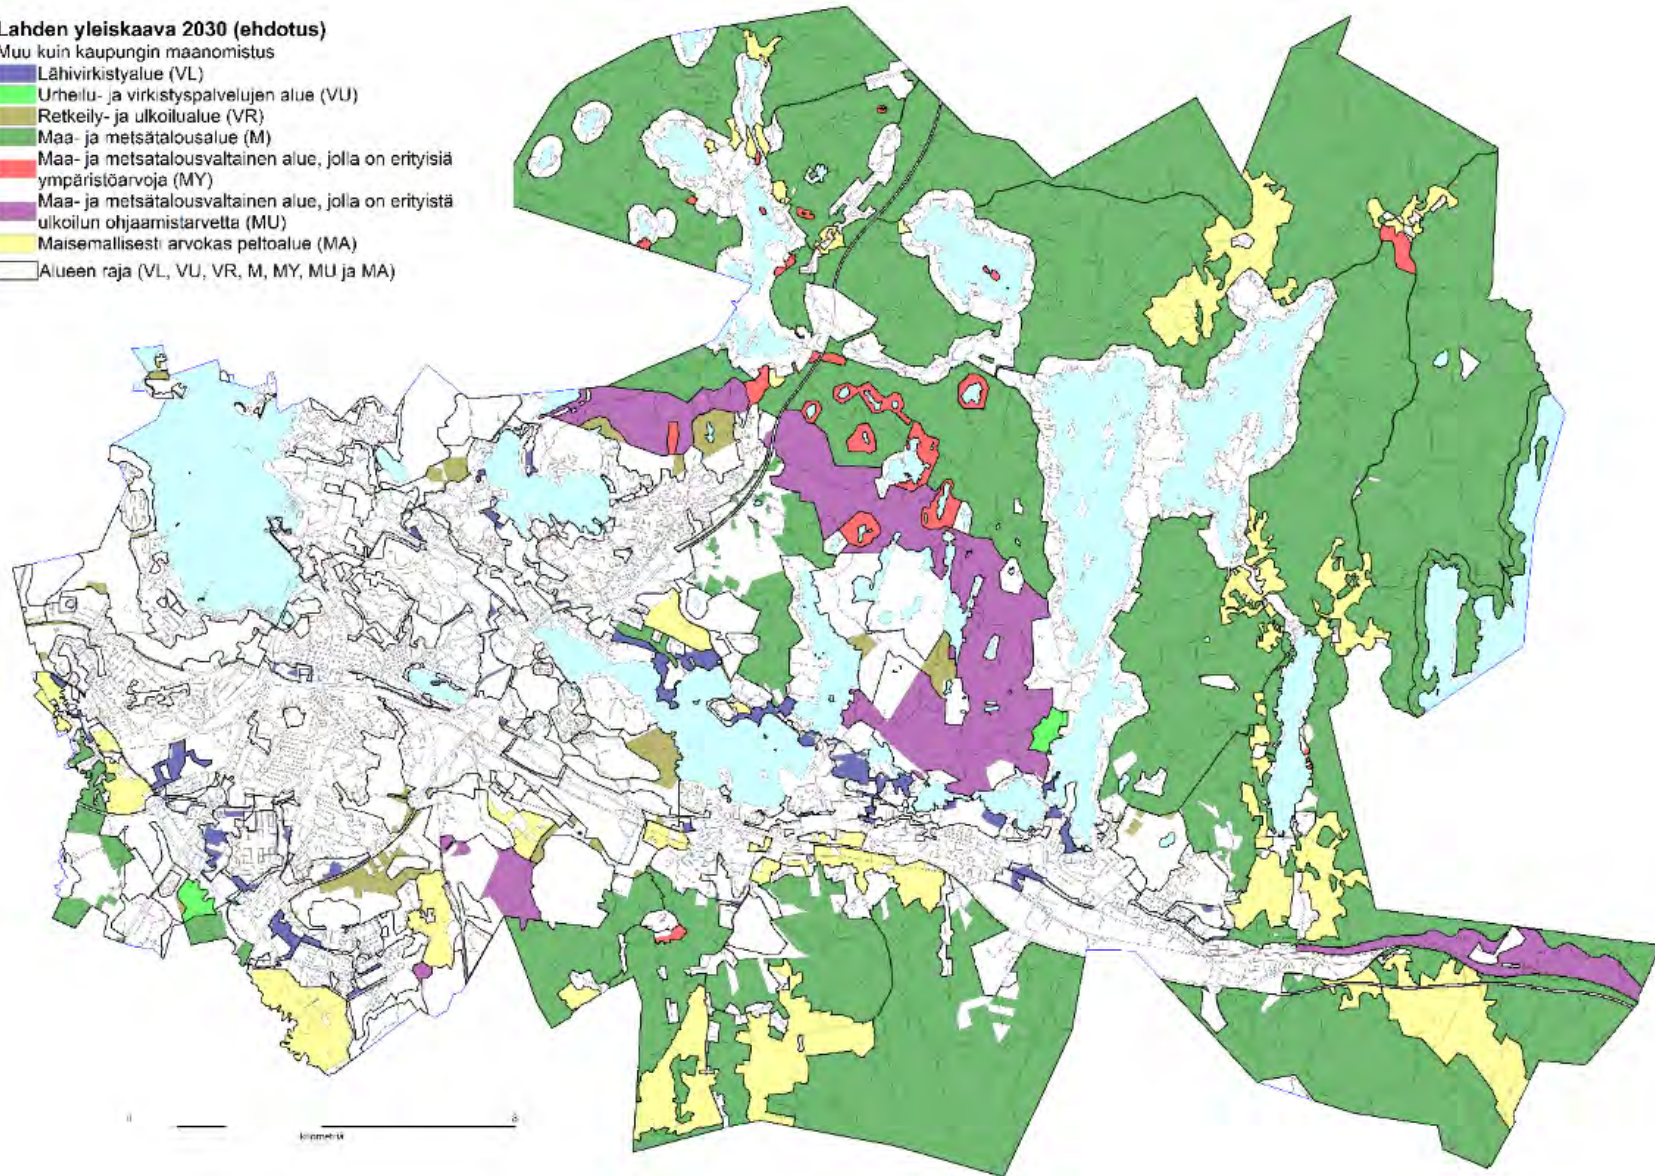 Lahden yleiskaava 2030 (ehdotus)
Muu kuin kaupungin maanomistus
Lähivirkistyalue (VL)
Urheilu- ja virkistyspalvelujen alue (VU)
Retkeily- ja ulkoilualue (VR)
Maa- ja metsätalousalue (M)
Maa- ja metsatalousvaltainen alue, jolla on erityisiä
ympäristöarvoja (MY)
Maa- ja metsätalousvaltainen alue, jolla on erityistä
ulkoilun ohjaamistarvetta (MU)
Maisemallisesti arvokas peltoalue (MA)
Alueen raja (VL, VU, VR, M, MY, MU ja MA)
kilometriä